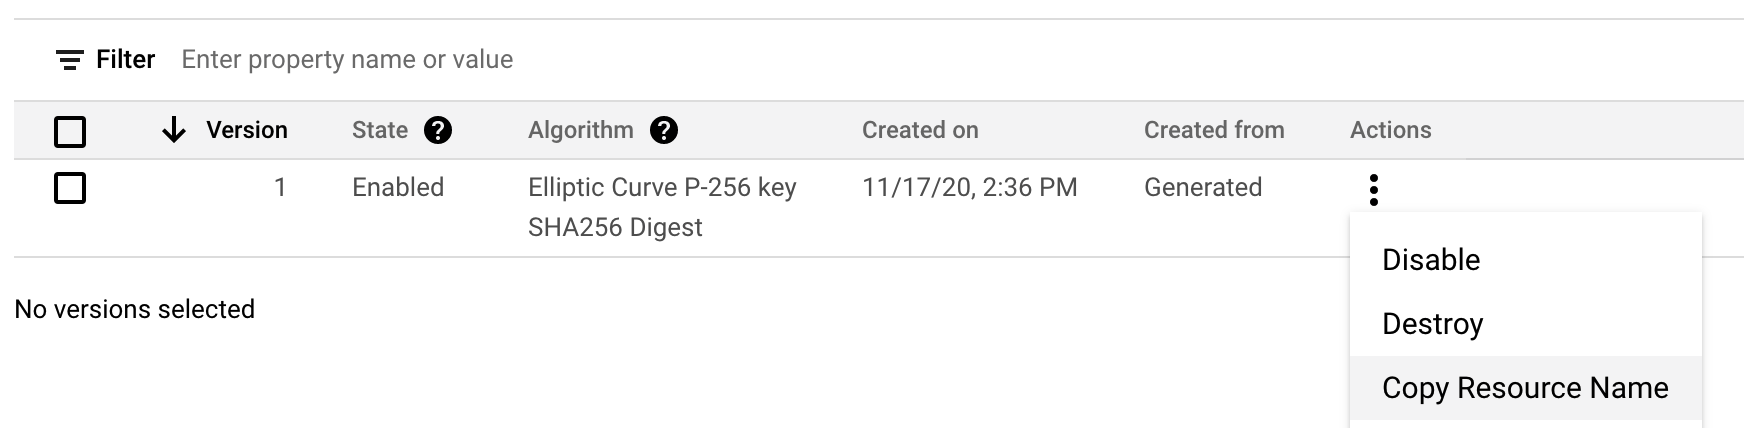 Filter Enter property name or value
Version State ? Algorithm ? Created on Created from Actions
1 Enabled Elliptic Curve P-256 key 11/17/20, 2:36 PM Generated
SHA256 Digest
Disable
No versions selected
Destroy
Copy Resource Name